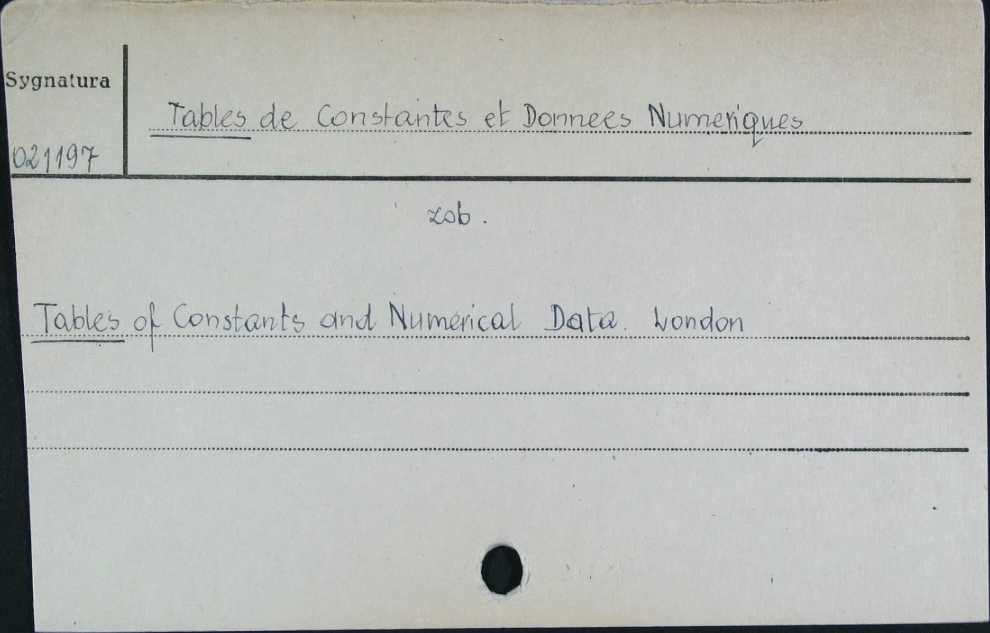 Sygnatura
Tables de Constantes et Donnees Numeriques
021197
zob.
Tables of Constants and Numerical Data. London